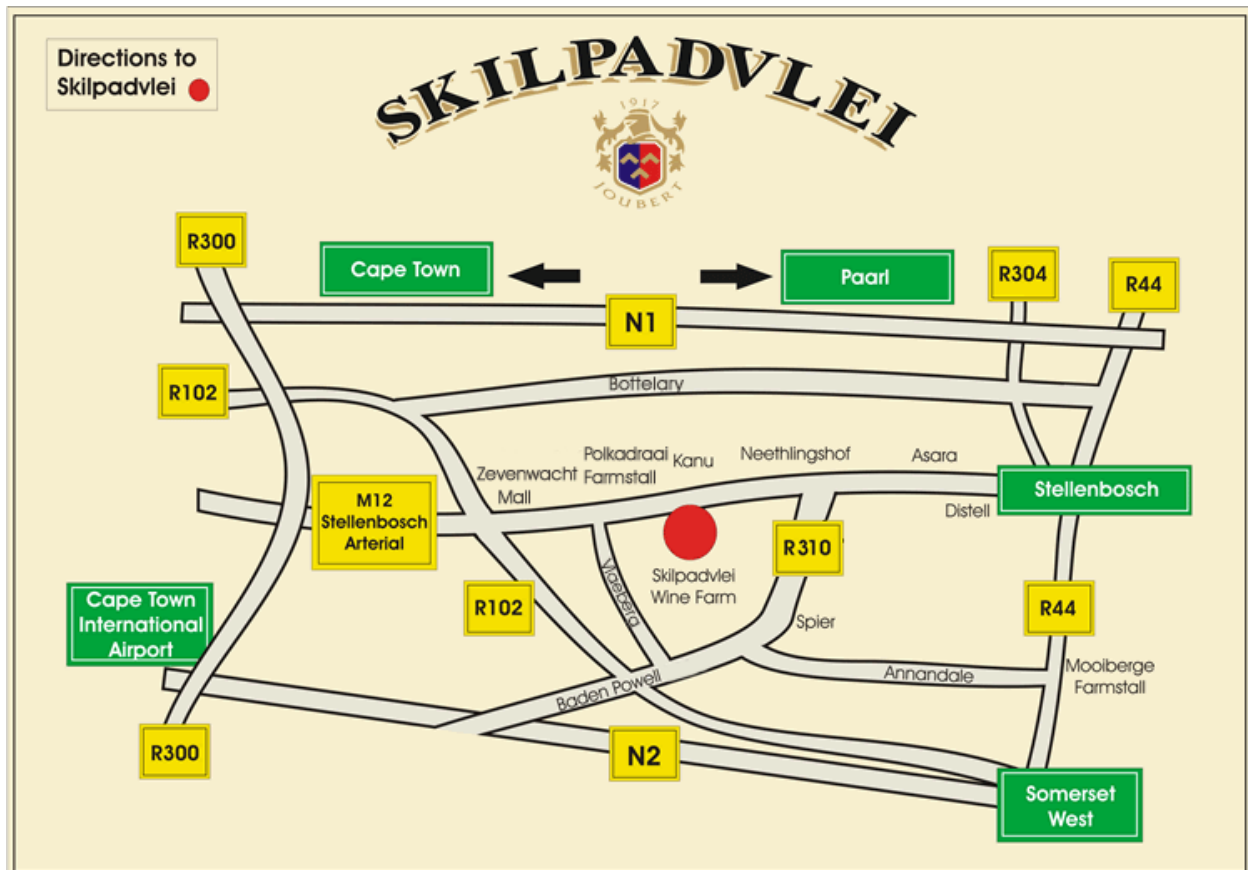 Directions to
Skilpadvlei
SKILPADVLEI
1917
JOUBERT
R300
Cape Town
Paarl
R304
R44
N1
R102
Bottelary
Polkadraai
Farmstall
Kanu
Neethlingshof
Asara
Zevenwacht
Mall
M12
Stellenbosch
Arterial
Stellenbosch
Distell
R310
Vlaeberg
Skilpadvlei
Wine Farm
Cape Town
International
Airport
R102
R44
Spier
Mooiberge
Farmstall
Annandale
Baden Powell
R300
N2
Somerset
West